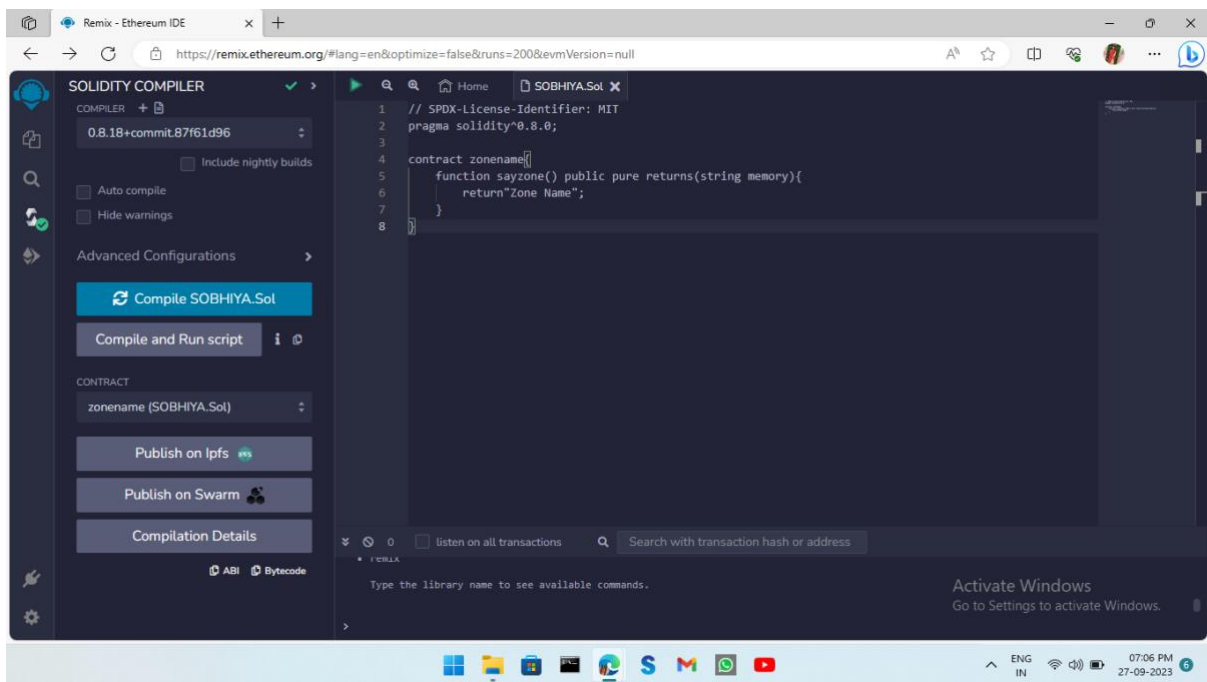 Remix - Ethereum IDE
https://remix.ethereum.org/#lang=en&optimize=false&runs=200&evmVersion=null
SOLIDITY COMPILER
COMPILER
0.8.18+commit.87f61d96
Include nightly builds
Auto compile
Hide warnings
Advanced Configurations
Compile SOBHIYA.Sol
Compile and Run script
CONTRACT
zonename (SOBHIYA.Sol)
Publish on Ipfs
Publish on Swarm
Compilation Details
ABI Bytecode
Home SOBHIYA.Sol
1 // SPDX-License-Identifier: MIT
2 pragma solidity^0.8.0;
3
4 contract zonename{
5 function sayzone() public pure returns(string memory){
6 return"Zone Name";
7 }
8 }
0 listen on all transactions Search with transaction hash or address
remix
Type the library name to see available commands.
>
Activate Windows
Go to Settings to activate Windows.
ENG
IN
07:06 PM
27-09-2023
6